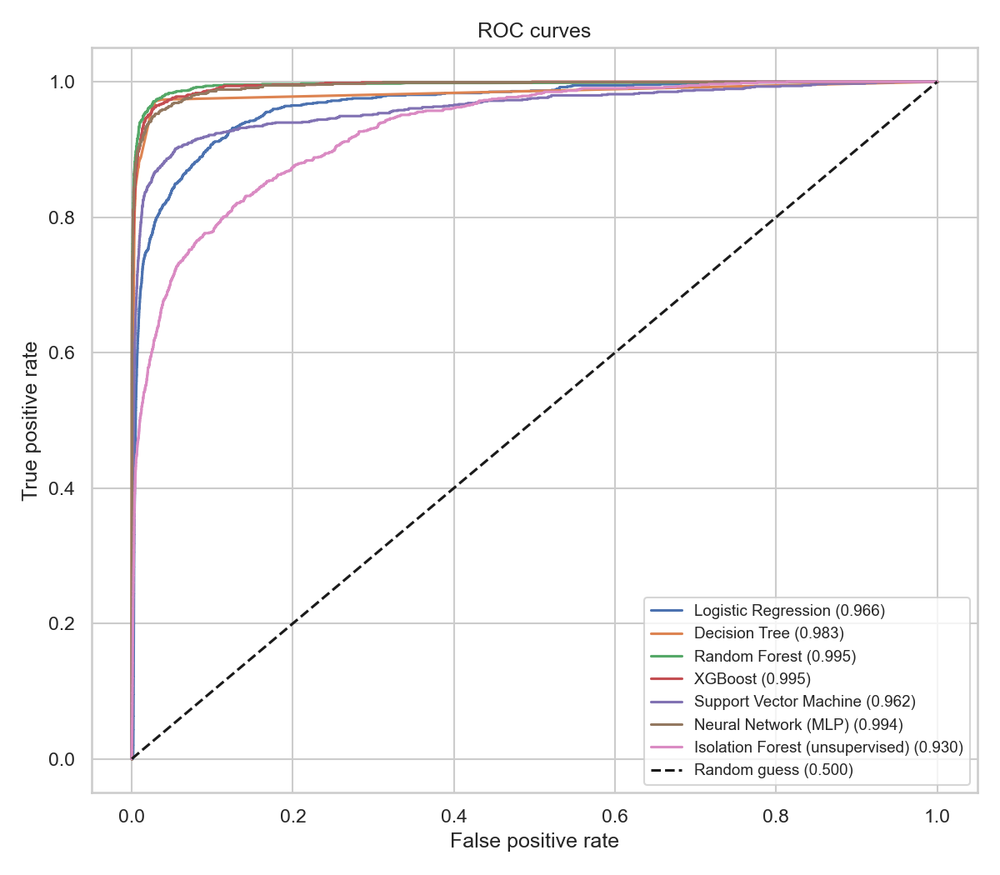 ROC curves
1.0
0.8
0.6
0.4
0.2
0.0
True positive rate
0.0 0.2 0.4 0.6 0.8 1.0
False positive rate
Logistic Regression (0.966)
Decision Tree (0.983)
Random Forest (0.995)
XGBoost (0.995)
Support Vector Machine (0.962)
Neural Network (MLP) (0.994)
Isolation Forest (unsupervised) (0.930)
Random guess (0.500)